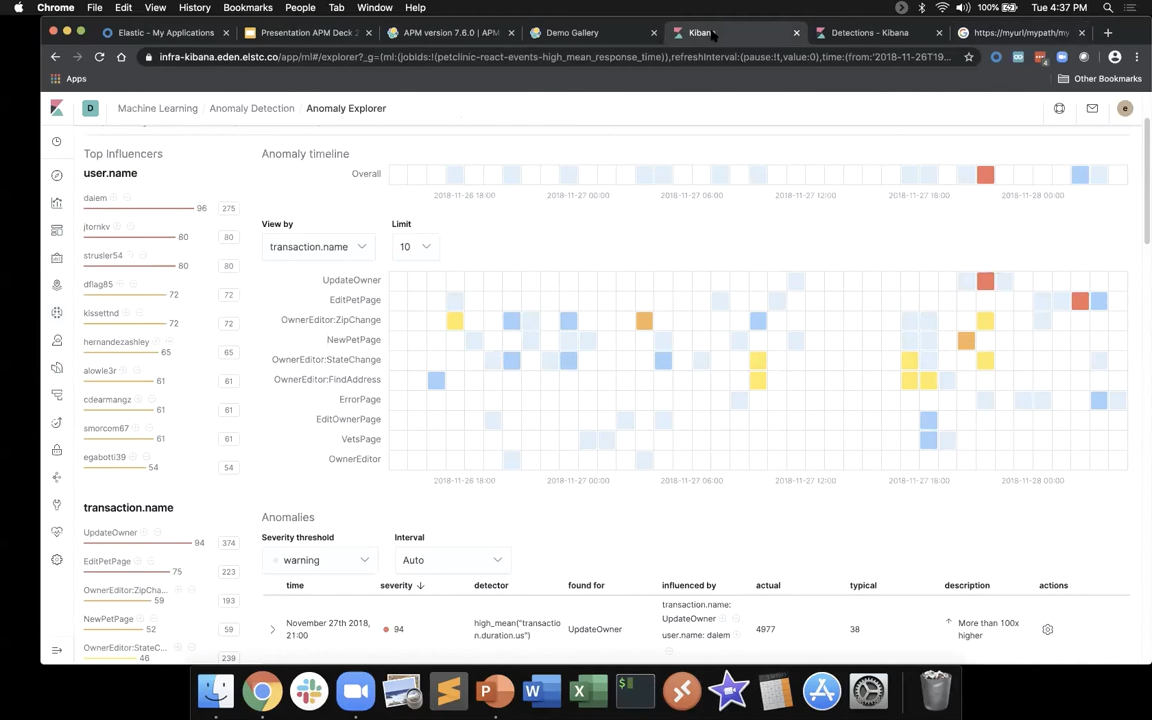 Chrome File Edit View History Bookmarks People Tab Window Help 100% Tue 4:37 PM
Elastic - My Applications Presentation APM Deck 2 APM version 7.6.0 | APM Demo Gallery Kibana Detections - Kibana https://myurl/mypath/my
infra-kibana.eden.elstc.co/app/ml#/explorer?_g=(ml:(jobIds:!(petclinic-react-events-high_mean_response_time)),refreshInterval:(pause:!t,value:0),time:(from:'2018-11-26T19...
Apps Other Bookmarks
D Machine Learning Anomaly Detection Anomaly Explorer e
Top Influencers
user.name
dalem 96 275
jtornkv 80 80
strusler54 80 80
dflag85 72 72
kissettnd 72 72
hernandezashley 65 65
alowle3r 61 61
cdearmangz 61 61
smorcom67 61 61
egabotti39 54 54
transaction.name
UpdateOwner 94 374
EditPetPage 75 223
OwnerEditor:ZipCha... 59 193
NewPetPage 52 59
OwnerEditor:StateC... 46 239
Anomaly timeline
Overall
2018-11-26 18:00 2018-11-27 00:00 2018-11-27 06:00 2018-11-27 12:00 2018-11-27 18:00 2018-11-28 00:00
View by Limit
transaction.name 10
UpdateOwner
EditPetPage
OwnerEditor:ZipChange
NewPetPage
OwnerEditor:StateChange
OwnerEditor:FindAddress
ErrorPage
EditOwnerPage
VetsPage
OwnerEditor
2018-11-26 18:00 2018-11-27 00:00 2018-11-27 06:00 2018-11-27 12:00 2018-11-27 18:00 2018-11-28 00:00
Anomalies
Severity threshold Interval
warning Auto
time severity detector found for influenced by actual typical description actions
November 27th 2018, 21:00 94 high_mean("transactio n.duration.us") UpdateOwner transaction.name: UpdateOwner user.name: dalem 4977 38 More than 100x higher